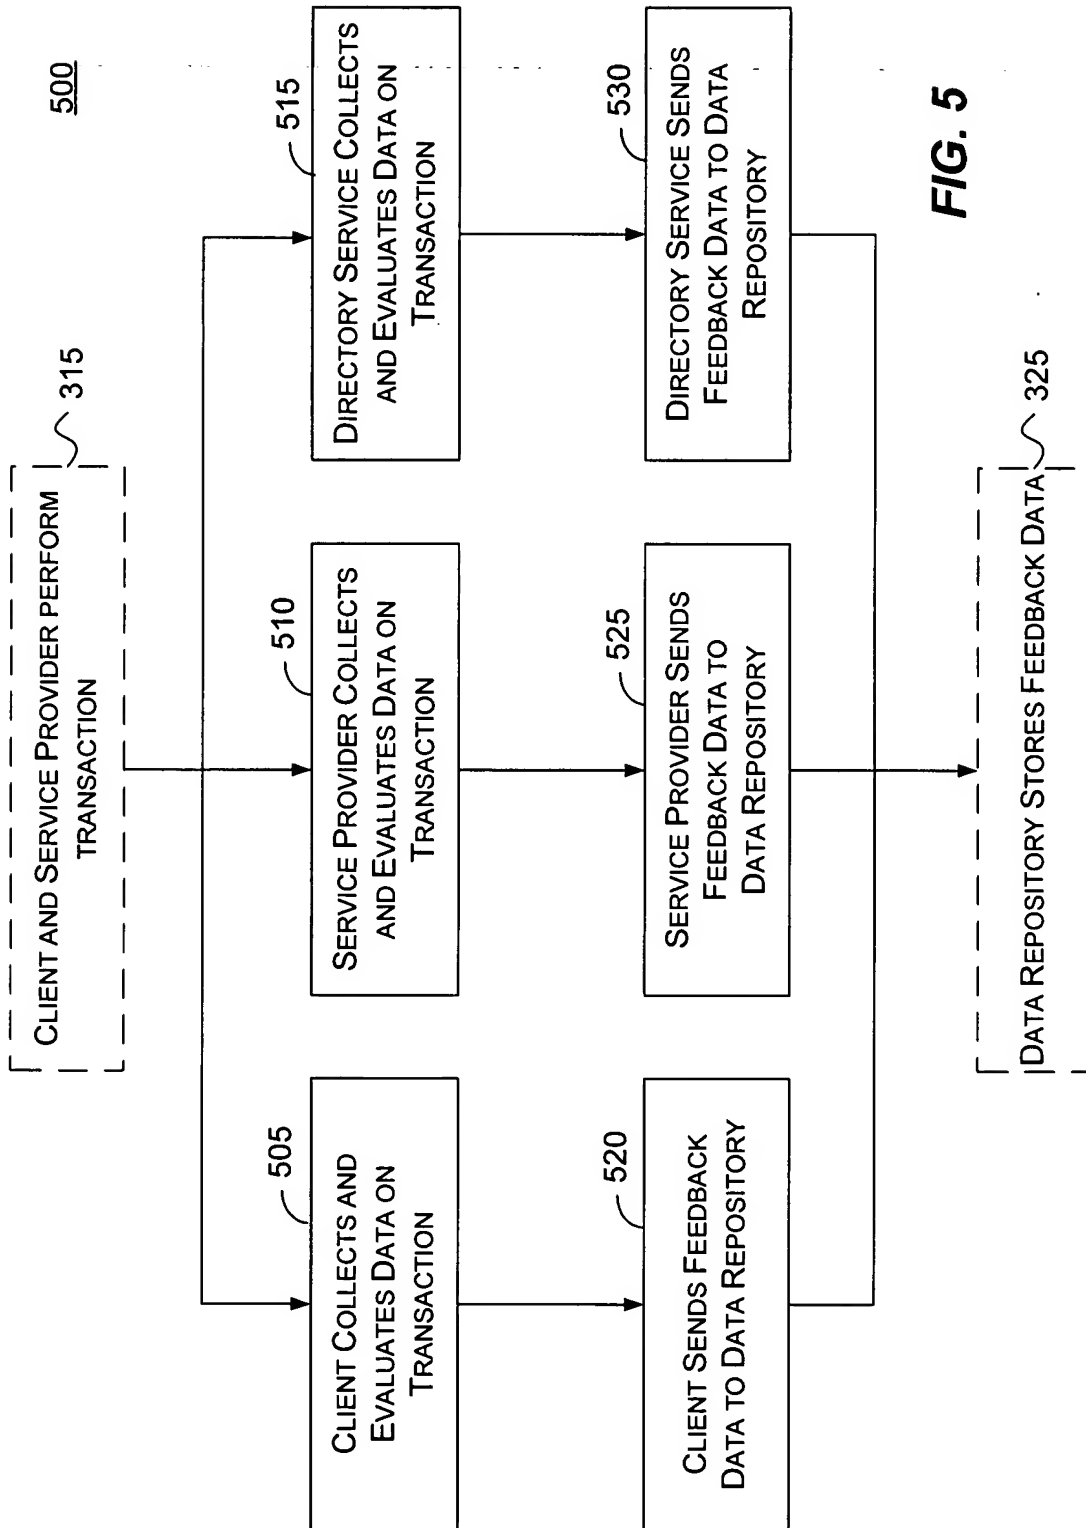 500
CLIENT AND SERVICE PROVIDER PERFORM
TRANSACTION
315
505
CLIENT COLLECTS AND
EVALUATES DATA ON
TRANSACTION
510
SERVICE PROVIDER COLLECTS
AND EVALUATES DATA ON
TRANSACTION
515
DIRECTORY SERVICE COLLECTS
AND EVALUATES DATA ON
TRANSACTION
520
CLIENT SENDS FEEDBACK
DATA TO DATA REPOSITORY
525
SERVICE PROVIDER SENDS
FEEDBACK DATA TO
DATA REPOSITORY
530
DIRECTORY SERVICE SENDS
FEEDBACK DATA TO DATA
REPOSITORY
DATA REPOSITORY STORES FEEDBACK DATA
325
FIG. 5